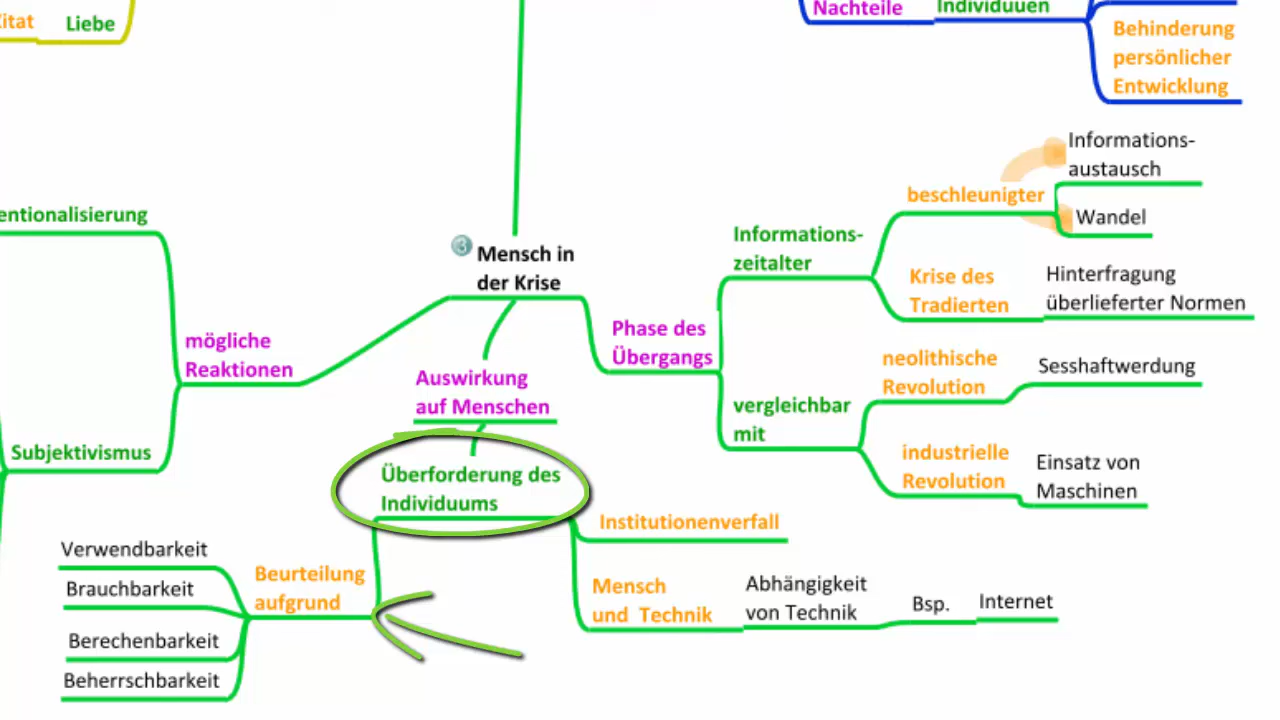 Zitat
Liebe
Nachteile
Individuuen
Behinderung
persönlicher
Entwicklung
Informations-
austausch
beschleunigter
Wandel
Informations-
zeitalter
Krise des
Tradierten
Hinterfragung
überlieferter Normen
3
Mensch in
der Krise
Phase des
Übergangs
neolithische
Revolution
Sesshaftwerdung
vergleichbar
mit
industrielle
Revolution
Einsatz von
Maschinen
entionalisierung
mögliche
Reaktionen
Subjektivismus
Auswirkung
auf Menschen
Überforderung des
Individuums
Institutionenverfall
Mensch
und Technik
Abhängigkeit
von Technik
Bsp.
Internet
Beurteilung
aufgrund
Verwendbarkeit
Brauchbarkeit
Berechenbarkeit
Beherrschbarkeit